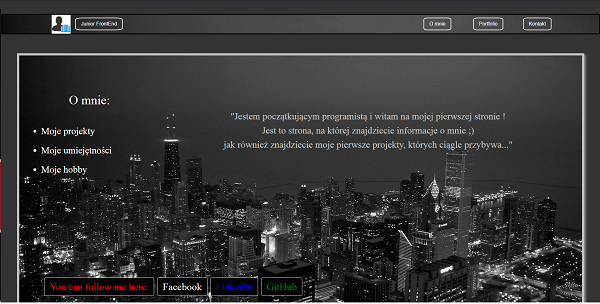 Junior FrontEnd
O mnie
Portfolio
Kontakt
O mnie:
Moje projekty
Moje umiejętności
Moje hobby
"Jestem początkującym programistą i witam na mojej pierwszej stronie !
Jest to strona, na której znajdziecie informacje o mnie ;)
jak również znajdziecie moje pierwsze projekty, których ciągle przybywa..."
You can follow me here: Facebook LinkedIn GitHub